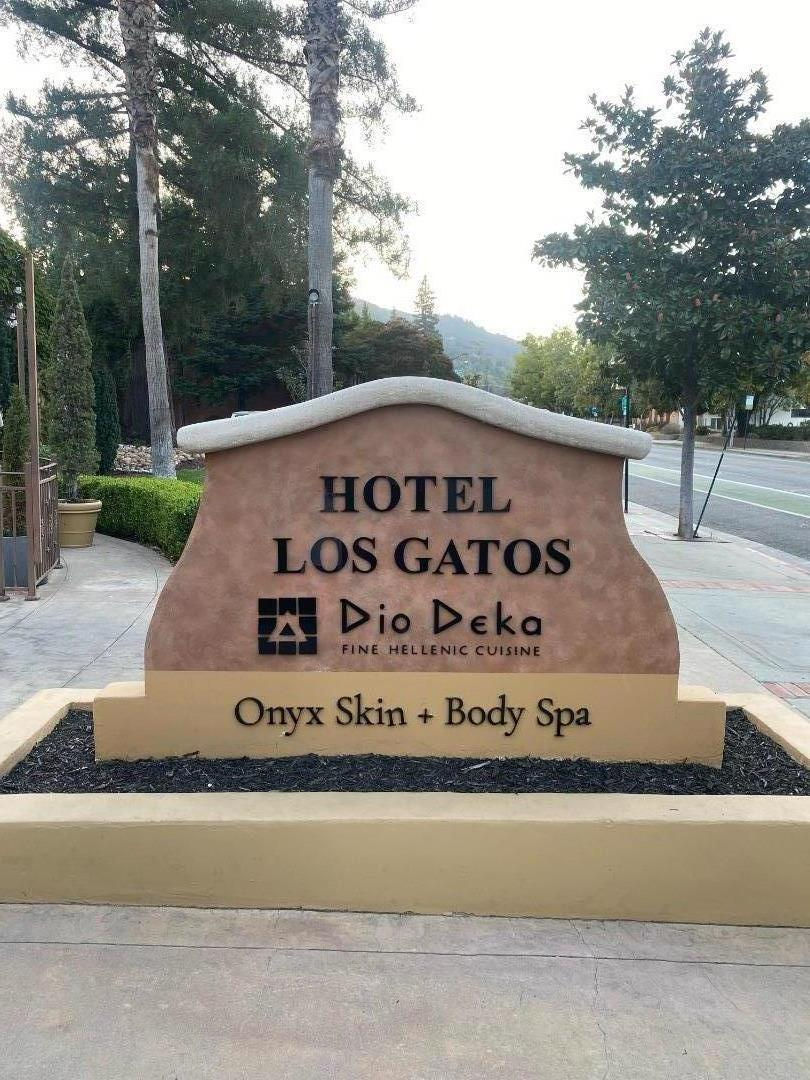 HOTEL
LOS GATOS
Dio Deka
FINE HELLENIC CUISINE
Onyx Skin + Body Spa